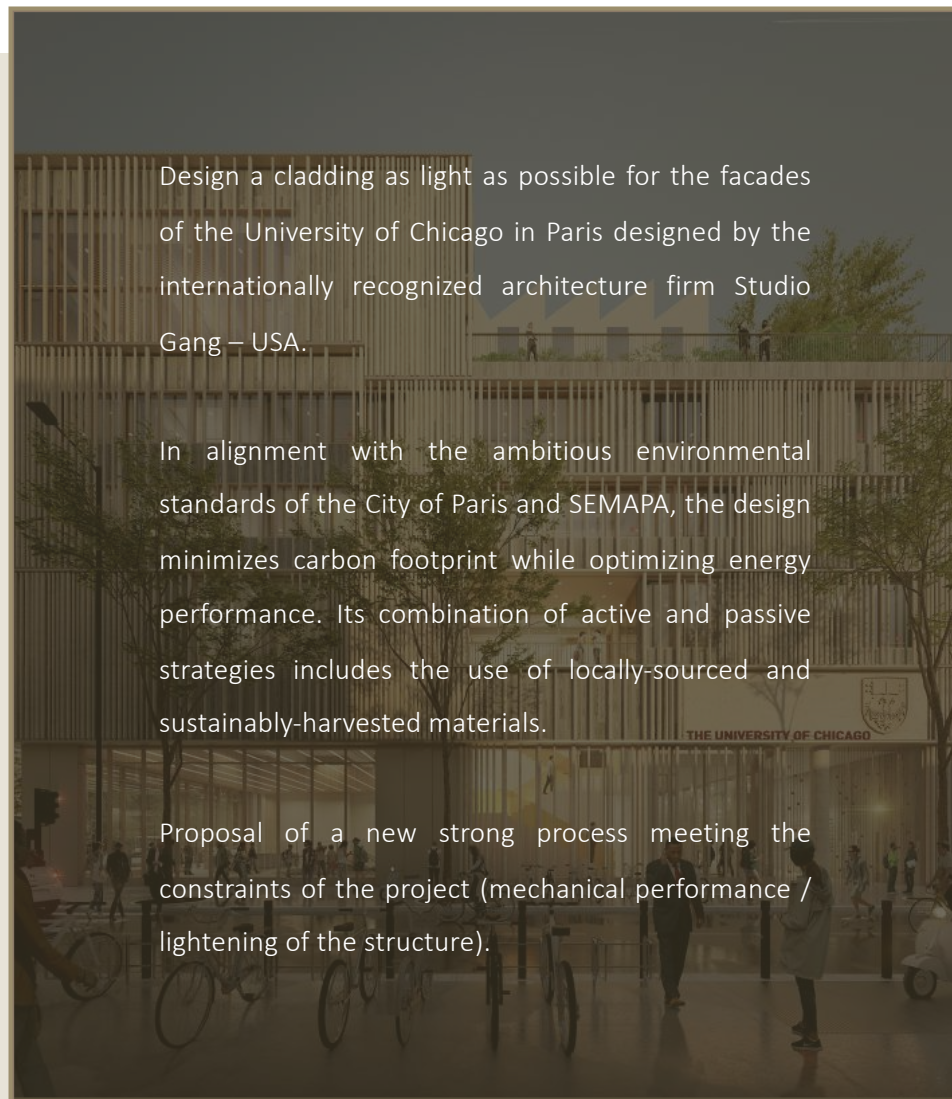 Design a cladding as light as possible for the facades
of the University of Chicago in Paris designed by the
internationally recognized architecture firm Studio
Gang – USA.
In alignment with the ambitious environmental
standards of the City of Paris and SEMAPA, the design
minimizes carbon footprint while optimizing energy
performance. Its combination of active and passive
strategies includes the use of locally-sourced and
sustainably-harvested materials.
THE UNIVERSITY OF CHICAGO
Proposal of a new strong process meeting the
constraints of the project (mechanical performance /
lightening of the structure).